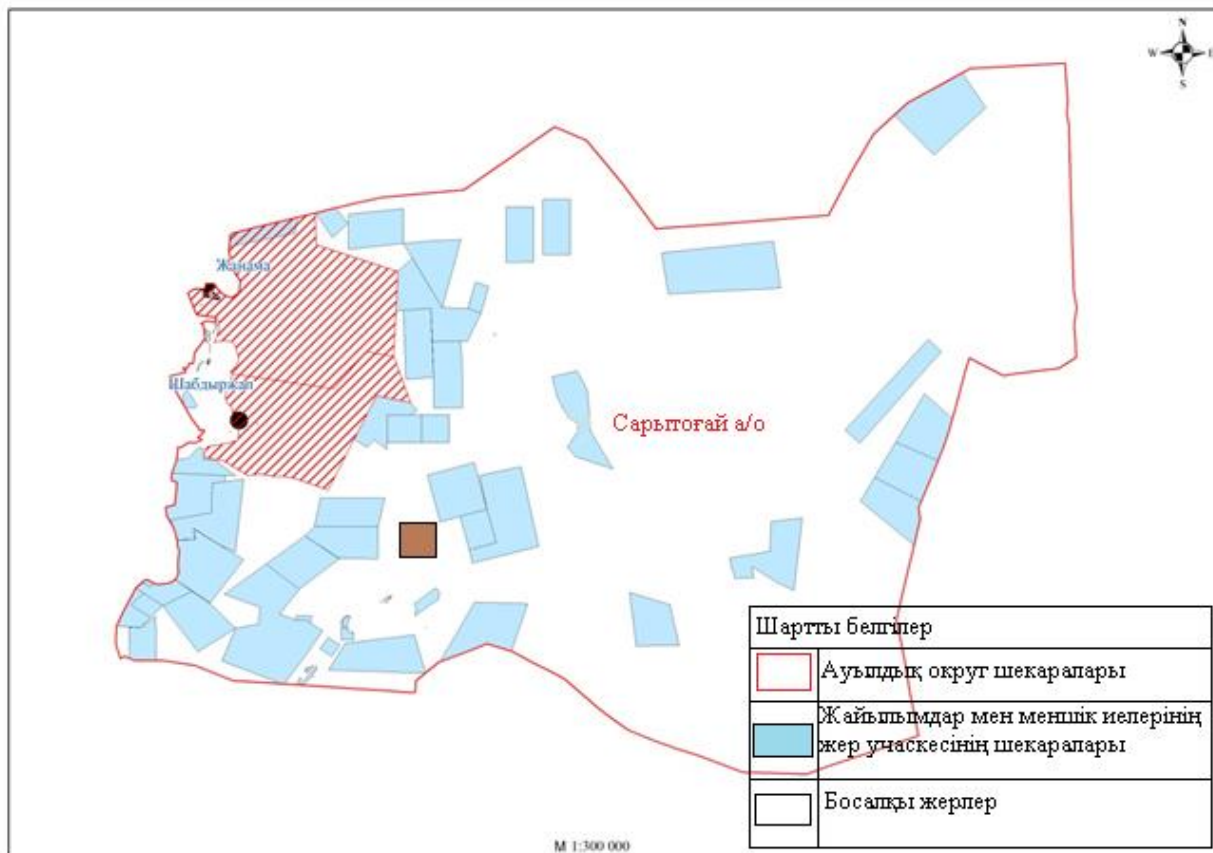 N
W E
S
Жанама
Шабдыржап
Сарытоғай а/о
Шартты белгілер
Ауылдық округ шекаралары
Жайылымдар мен меншік иелерінің
жер учаскесінің шекаралары
Босалқы жерлер
М 1:300 000